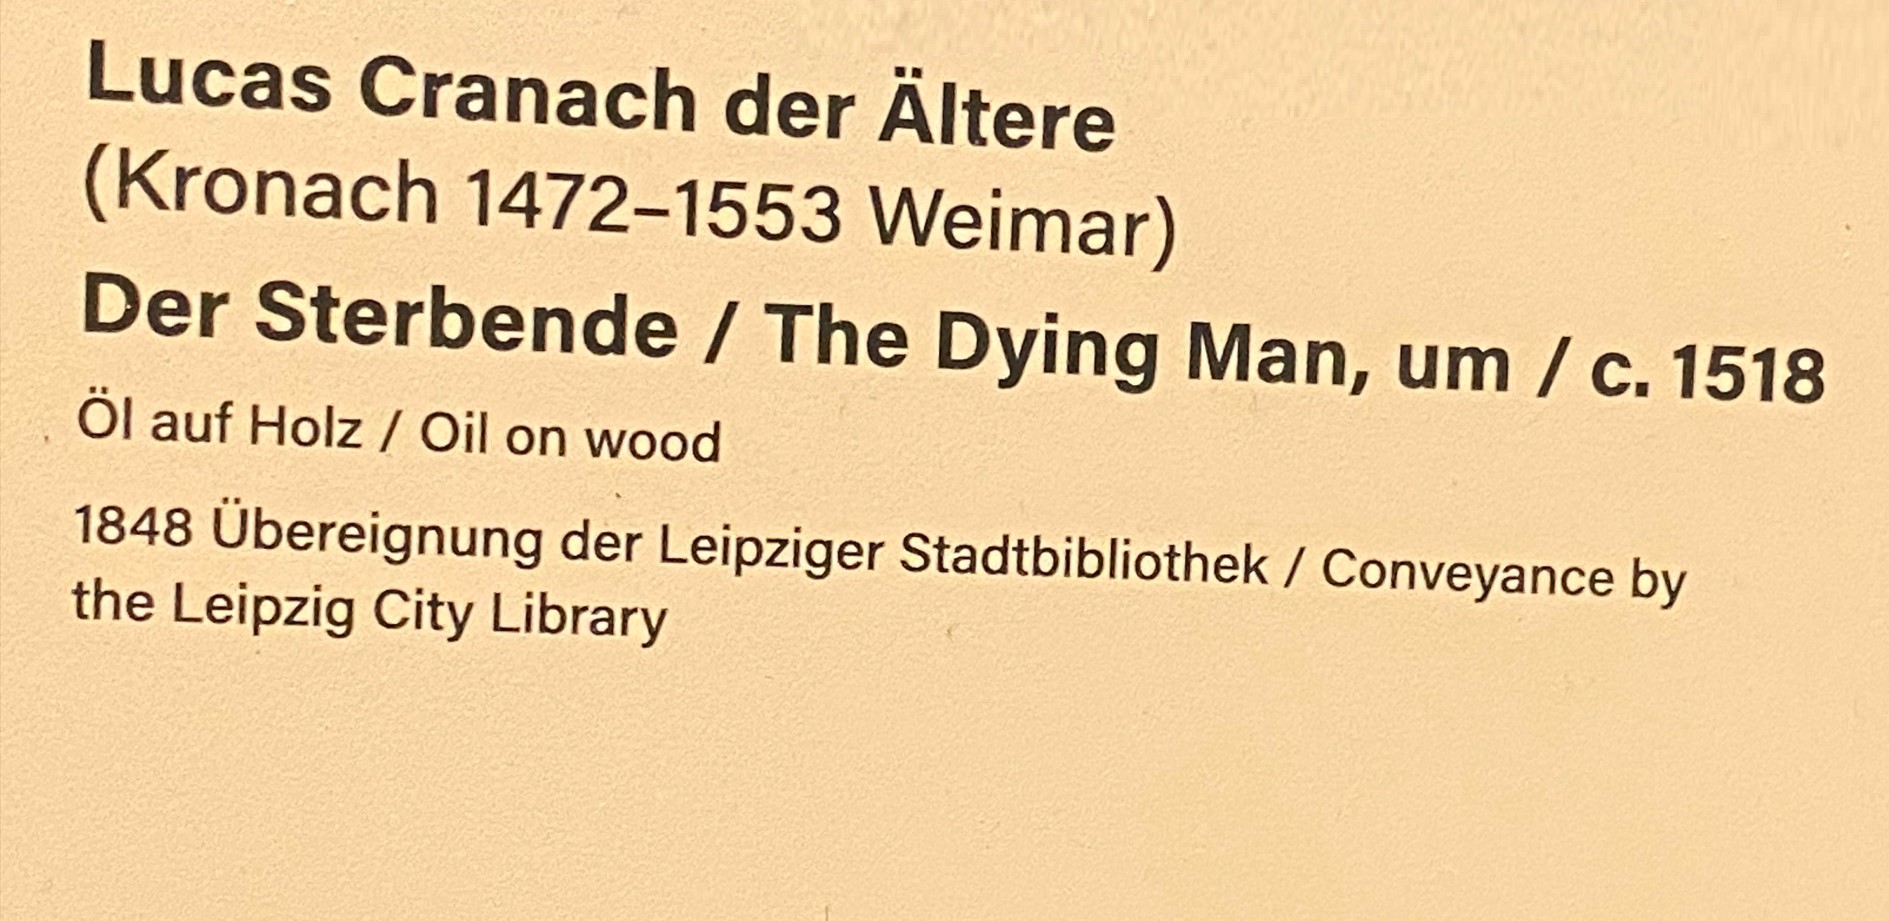 Lucas Cranach der Ältere
(Kronach 1472–1553 Weimar)
Der Sterbende / The Dying Man, um / c. 1518
Öl auf Holz / Oil on wood
1848 Übereignung der Leipziger Stadtbibliothek / Conveyance by
the Leipzig City Library